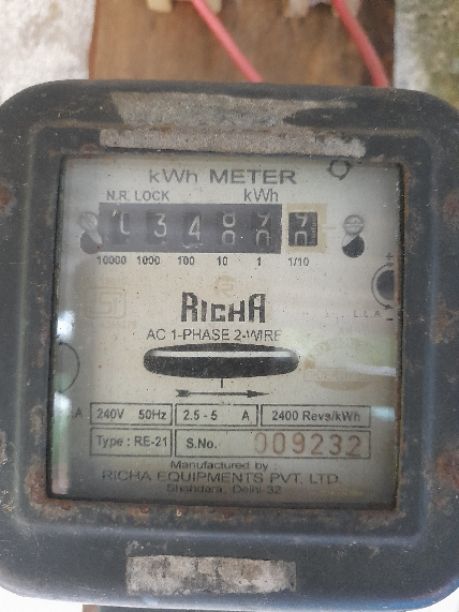 kWh METER
N.R. LOCK kWh
10000 1000 100 10 1 1/10
RICHA
AC 1-PHASE 2-WIRE
240V 50Hz 2.5 - 5 A 2400 Revs/kWh
Type : RE-21 S.No. 009232
Manufactured by
RICHA EQUIPMENTS PVT. LTD.
Shahdara, Delhi-32